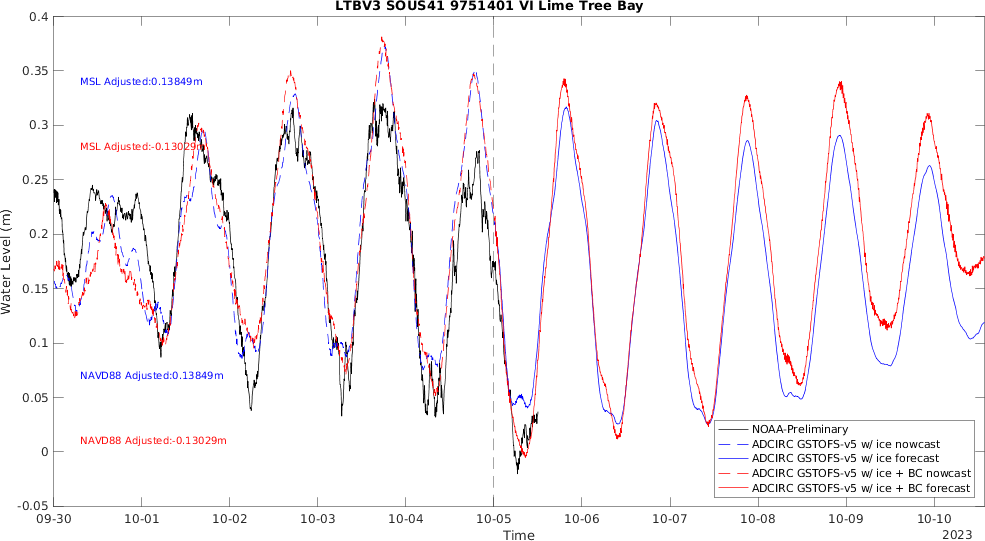 LTBV3 SOUS41 9751401 VI Lime Tree Bay
0.4
0.35
0.3
0.25
0.2
0.15
0.1
0.05
0
-0.05
Water Level (m)
MSL Adjusted:0.13849m
MSL Adjusted:-0.13029m
NAVD88 Adjusted:0.13849m
NAVD88 Adjusted:-0.13029m
NOAA-Preliminary
ADCIRC GSTOFS-v5 w/ ice nowcast
ADCIRC GSTOFS-v5 w/ ice forecast
ADCIRC GSTOFS-v5 w/ ice + BC nowcast
ADCIRC GSTOFS-v5 w/ ice + BC forecast
09-30 10-01 10-02 10-03 10-04 10-05 10-06 10-07 10-08 10-09 10-10
Time
2023